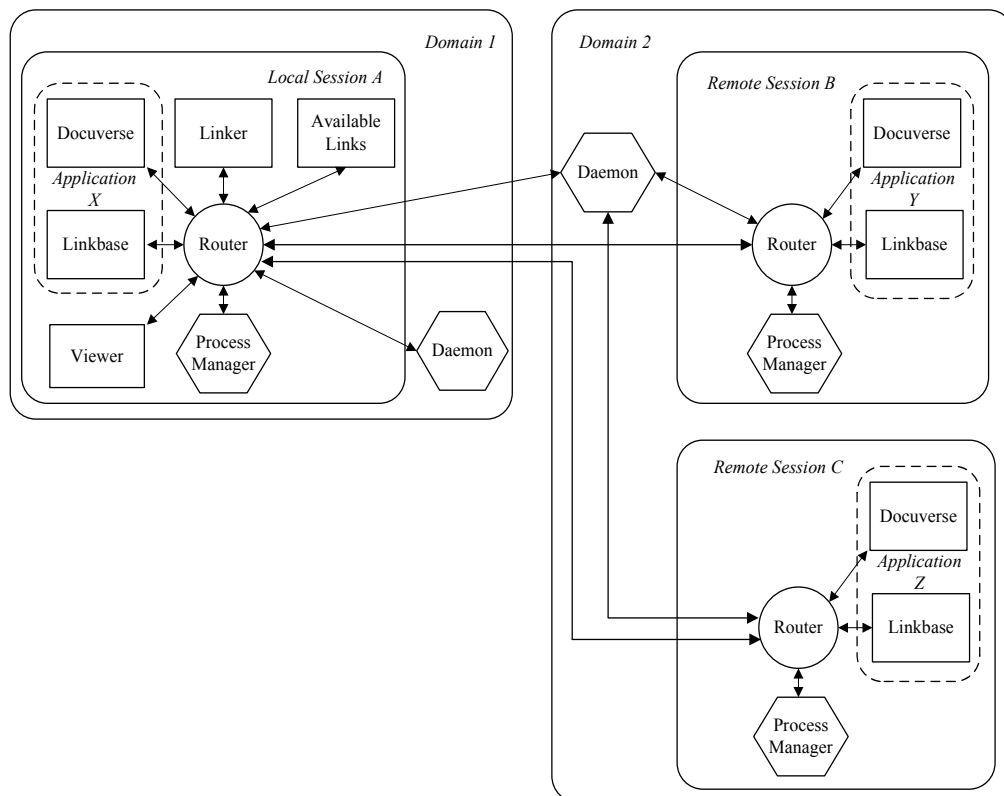 Domain 1
Local Session A
Docuverse
Linker
Available
Links
Application
X
Linkbase
Router
Viewer
Process
Manager
Daemon
Domain 2
Daemon
Remote Session B
Docuverse
Application
Y
Router
Linkbase
Process
Manager
Remote Session C
Docuverse
Application
Z
Router
Linkbase
Process
Manager